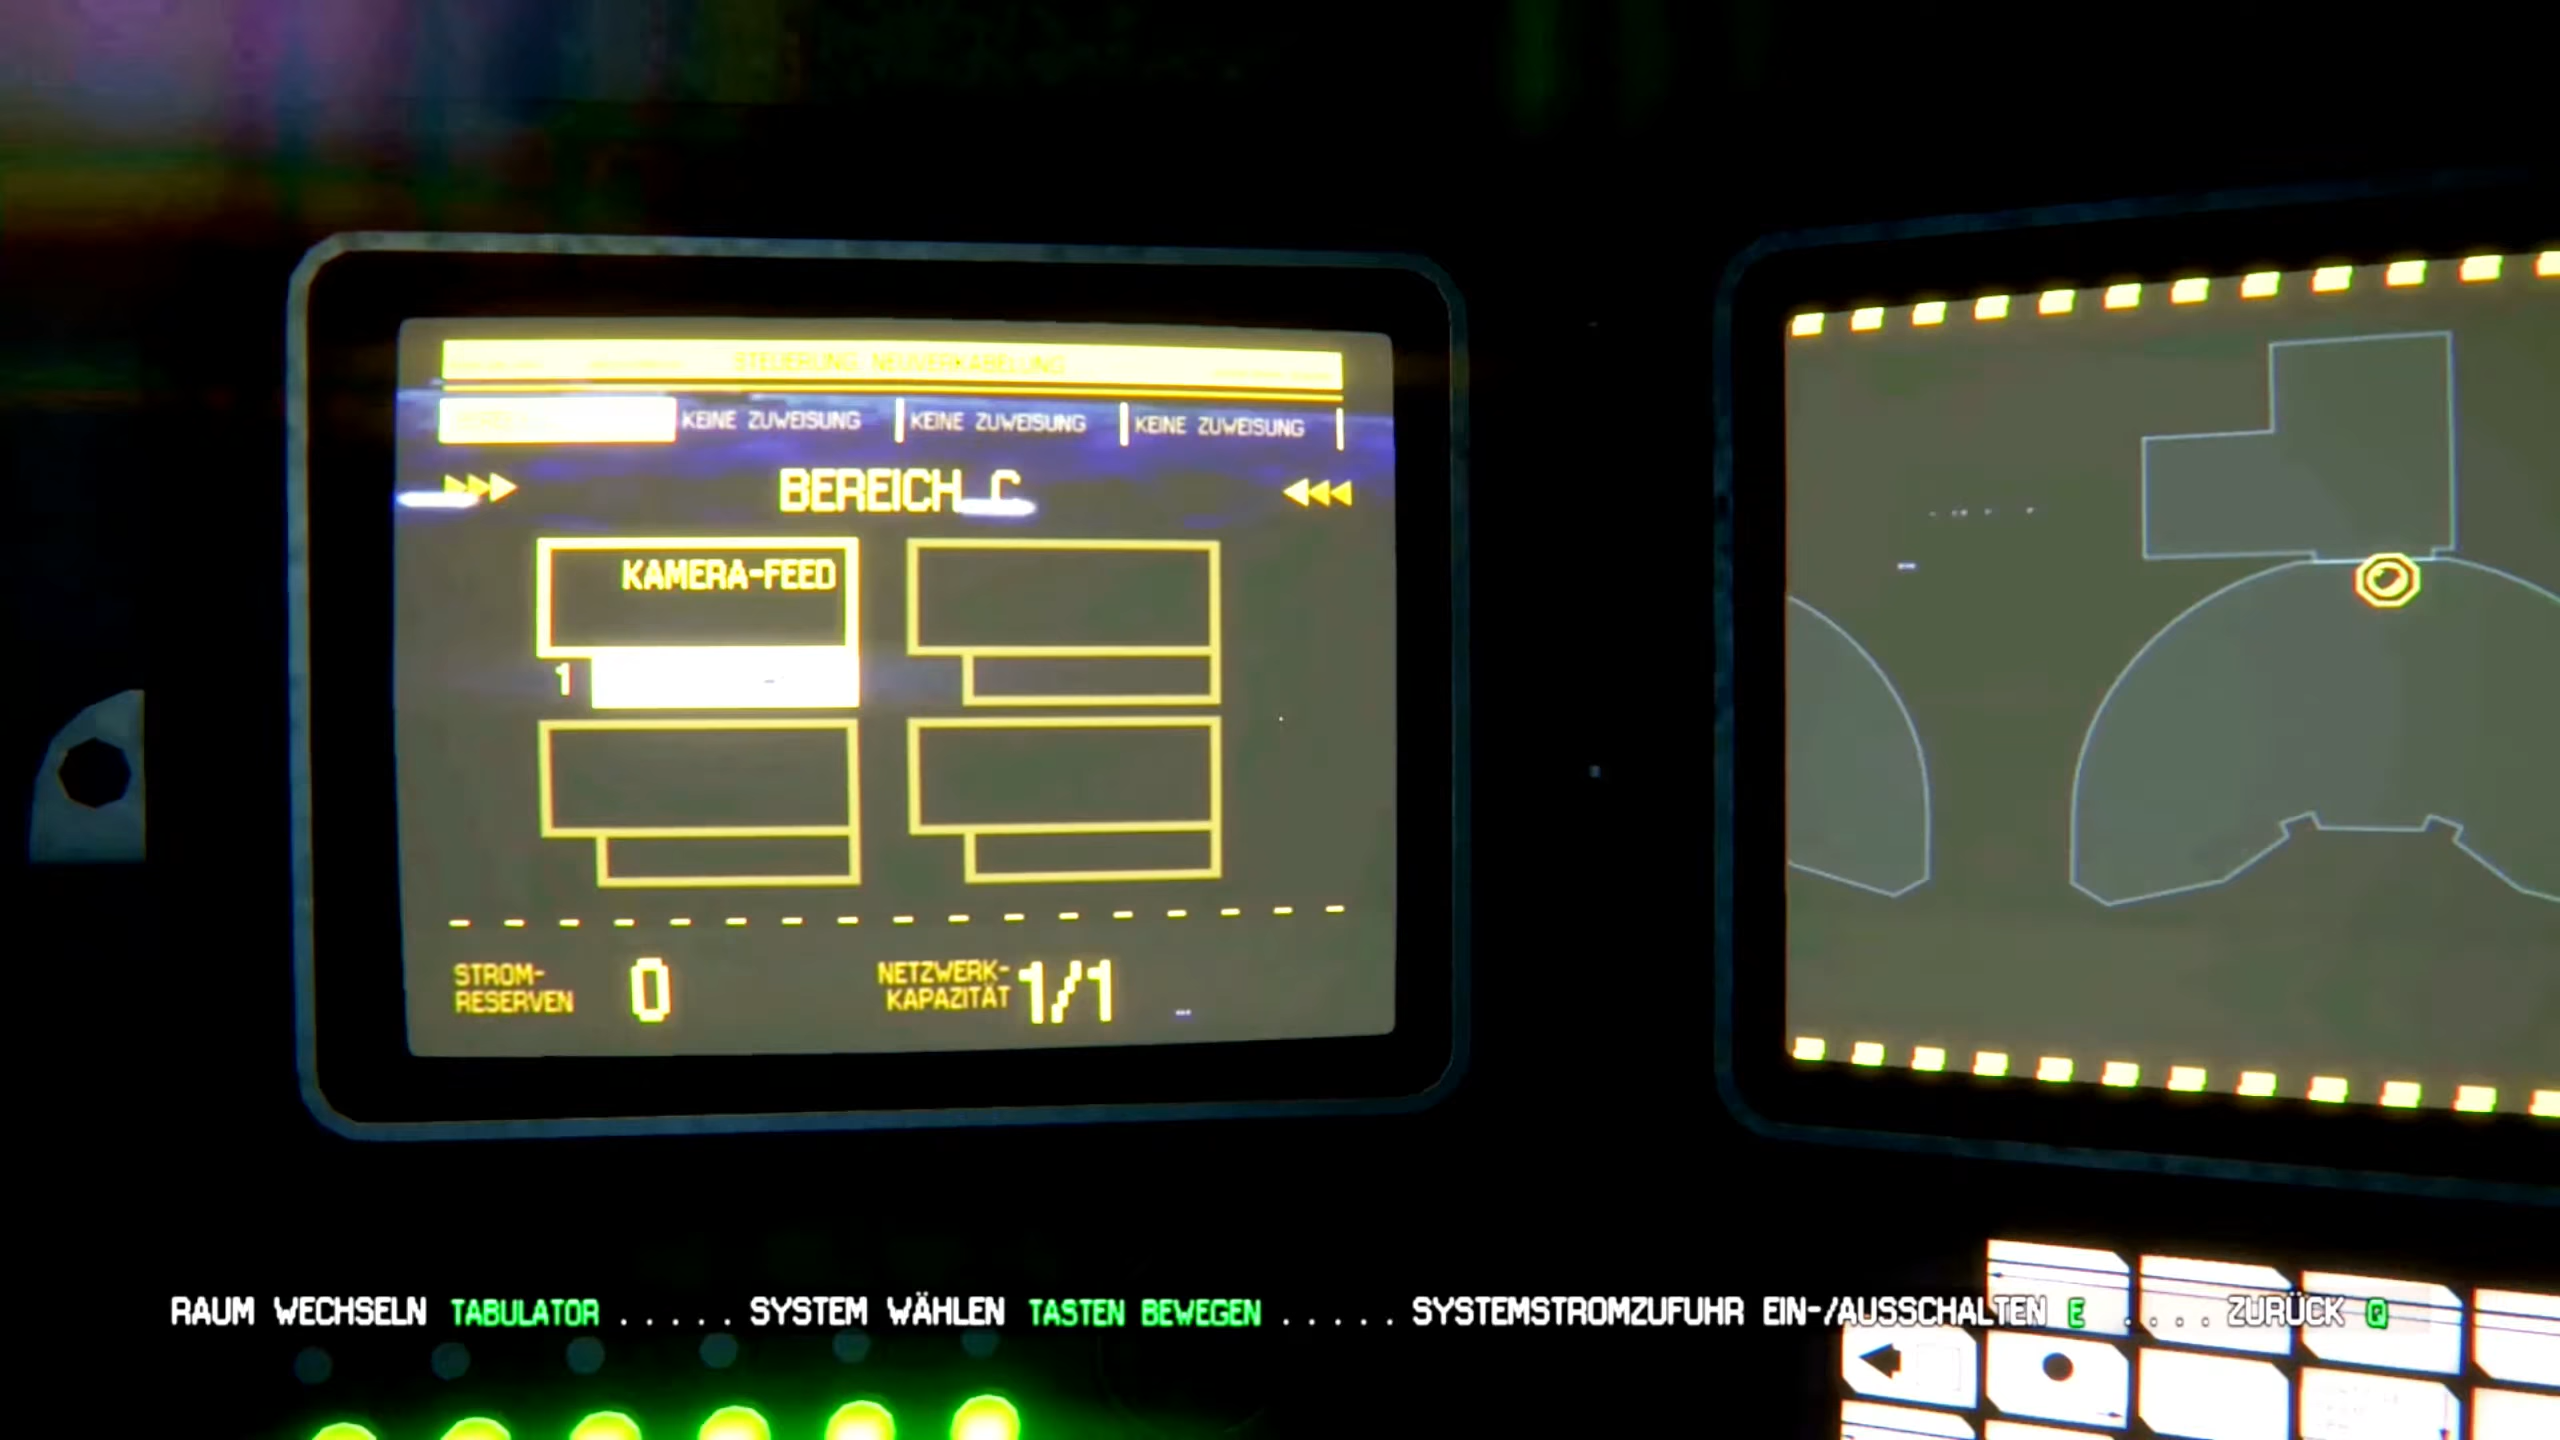 STEUERUNG NEUVERKABELUNG
KEINE ZUWEISUNG KEINE ZUWEISUNG KEINE ZUWEISUNG
BEREICH C
KAMERA-FEED
1
STROM-
RESERVEN 0
NETZWERK-
KAPAZITÄT 1/1
RAUM WECHSELN TABULATOR ..... SYSTEM WÄHLEN TASTEN BEWEGEN ..... SYSTEMSTROMZUFUHR EIN-/AUSSCHALTEN E .... ZURÜCK Q